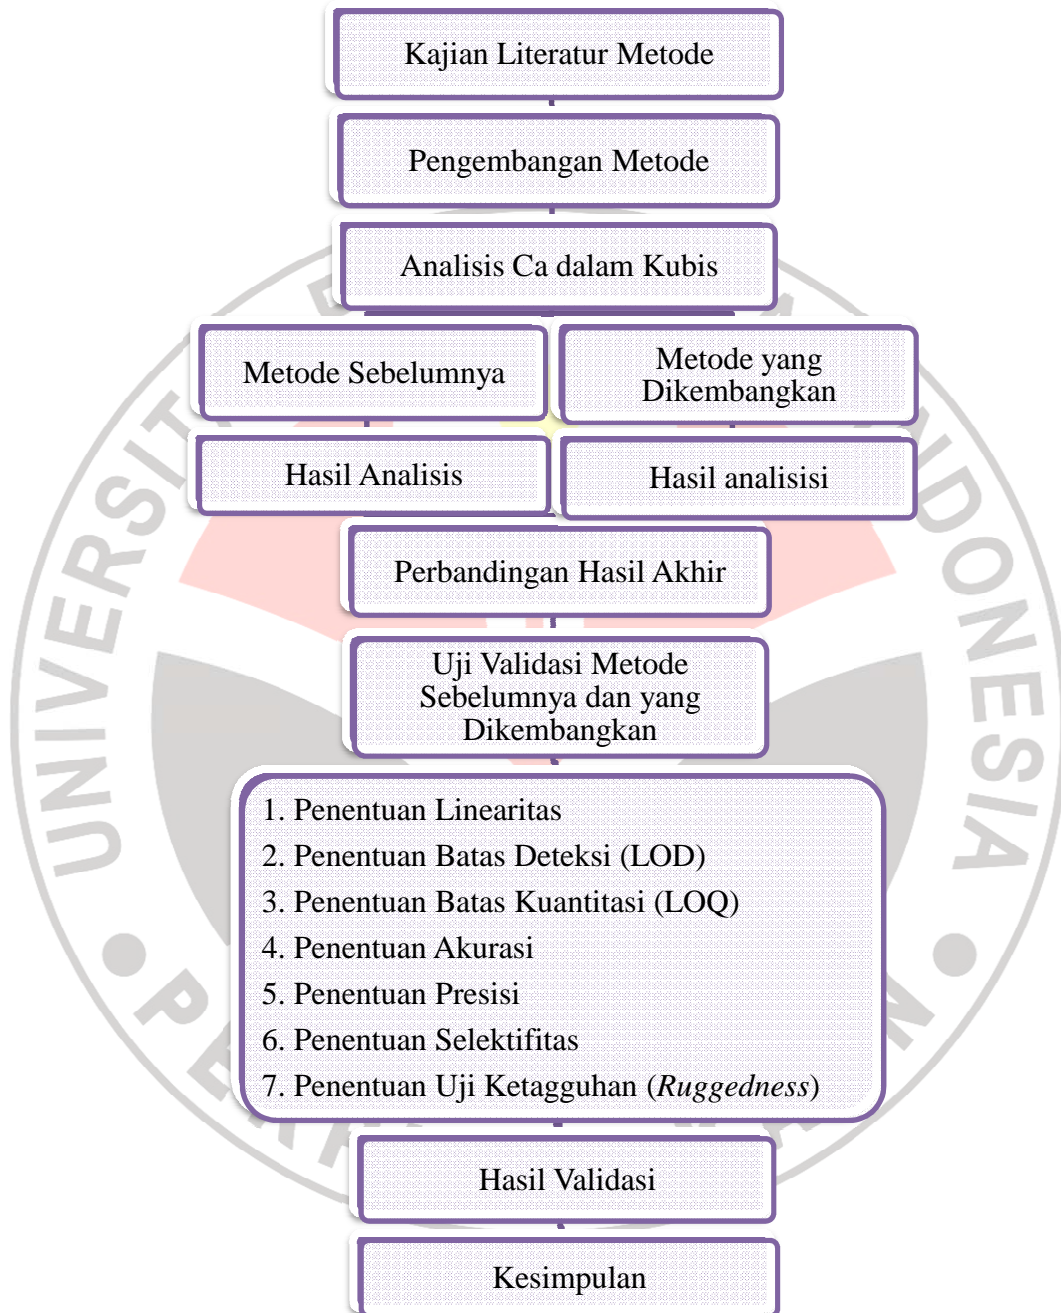 Kajian Literatur Metode
Pengembangan Metode
Analisis Ca dalam Kubis
Metode Sebelumnya
Metode yang
Dikembangkan
Hasil Analisis
Hasil analisisi
Perbandingan Hasil Akhir
Uji Validasi Metode
Sebelumnya dan yang
Dikembangkan
1. Penentuan Linearitas
2. Penentuan Batas Deteksi (LOD)
3. Penentuan Batas Kuantitasi (LOQ)
4. Penentuan Akurasi
5. Penentuan Presisi
6. Penentuan Selektifitas
7. Penentuan Uji Ketagguhan (Ruggedness)
Hasil Validasi
Kesimpulan